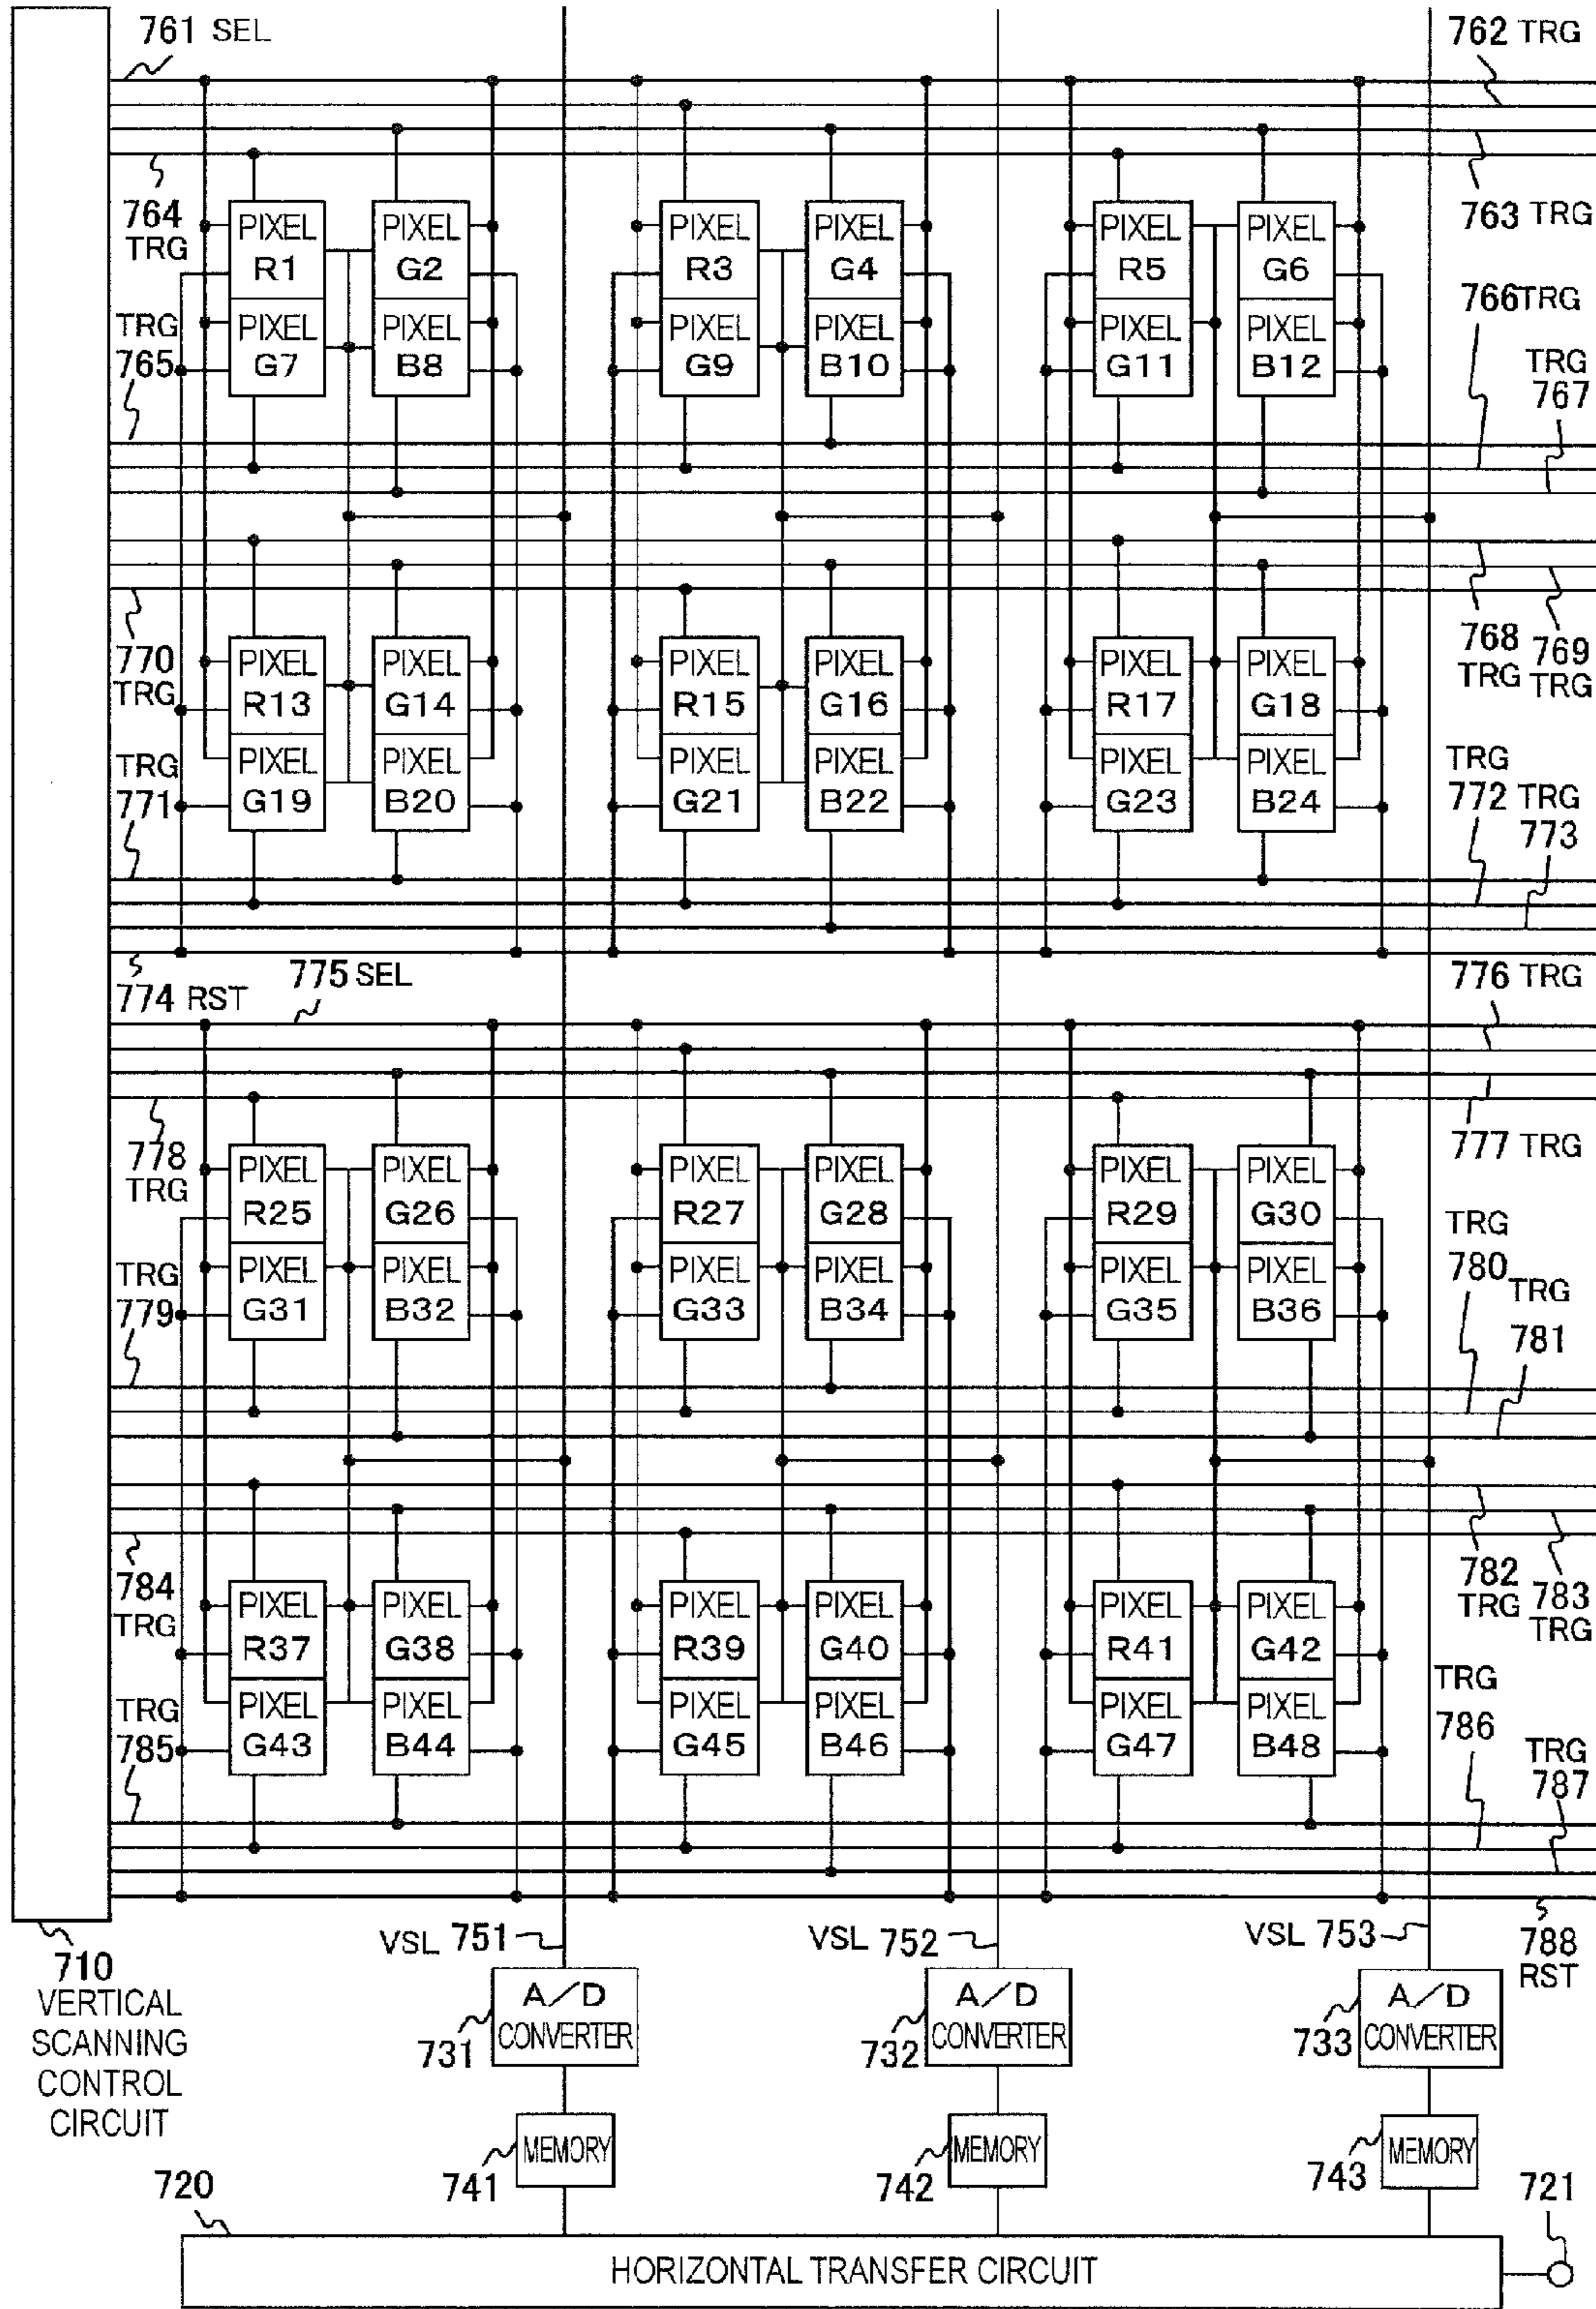 761 SEL
762 TRG
764
TRG
763 TRG
PIXEL R1 PIXEL G2 PIXEL R3 PIXEL G4 PIXEL R5 PIXEL G6
766 TRG
TRG
765
PIXEL G7 PIXEL B8 PIXEL G9 PIXEL B10 PIXEL G11 PIXEL B12
TRG
767
770
TRG
768
TRG
769
TRG
PIXEL R13 PIXEL G14 PIXEL R15 PIXEL G16 PIXEL R17 PIXEL G18
TRG
771
PIXEL G19 PIXEL B20 PIXEL G21 PIXEL B22 PIXEL G23 PIXEL B24
TRG
772 TRG
773
774 RST
775 SEL
776 TRG
778
TRG
777 TRG
PIXEL R25 PIXEL G26 PIXEL R27 PIXEL G28 PIXEL R29 PIXEL G30
TRG
780
TRG
779
PIXEL G31 PIXEL B32 PIXEL G33 PIXEL B34 PIXEL G35 PIXEL B36
TRG
781
784
TRG
782
TRG
783
TRG
PIXEL R37 PIXEL G38 PIXEL R39 PIXEL G40 PIXEL R41 PIXEL G42
TRG
785
PIXEL G43 PIXEL B44 PIXEL G45 PIXEL B46 PIXEL G47 PIXEL B48
TRG
786
TRG
787
710
VERTICAL
SCANNING
CONTROL
CIRCUIT
VSL 751
VSL 752
VSL 753
788
RST
A/D
CONVERTER
731
A/D
CONVERTER
732
A/D
CONVERTER
733
MEMORY
741
MEMORY
742
MEMORY
743
720
721
HORIZONTAL TRANSFER CIRCUIT